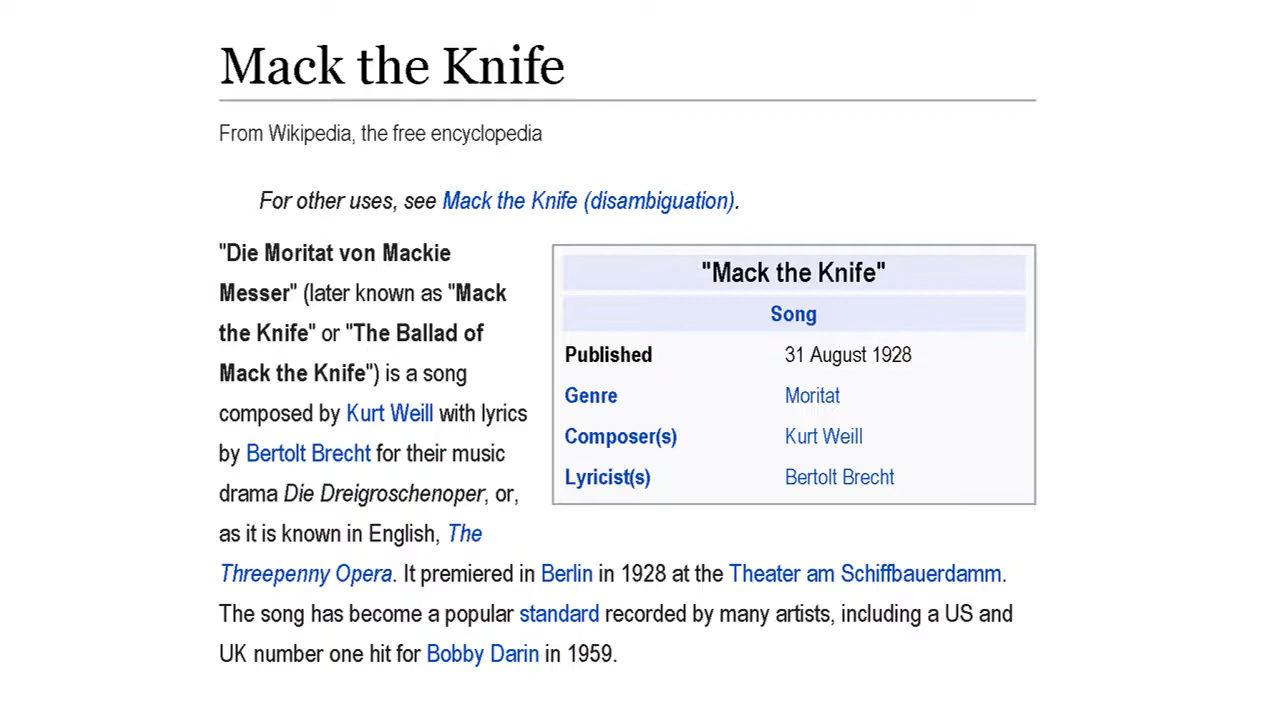 Mack the Knife
From Wikipedia, the free encyclopedia
For other uses, see Mack the Knife (disambiguation).
"Die Moritat von Mackie
Messer" (later known as "Mack
the Knife" or "The Ballad of
Mack the Knife") is a song
composed by Kurt Weill with lyrics
by Bertolt Brecht for their music
drama Die Dreigroschenoper, or,
as it is known in English, The
Threepenny Opera. It premiered in Berlin in 1928 at the Theater am Schiffbauerdamm.
The song has become a popular standard recorded by many artists, including a US and
UK number one hit for Bobby Darin in 1959.
"Mack the Knife"
Song
Published 31 August 1928
Genre Moritat
Composer(s) Kurt Weill
Lyricist(s) Bertolt Brecht